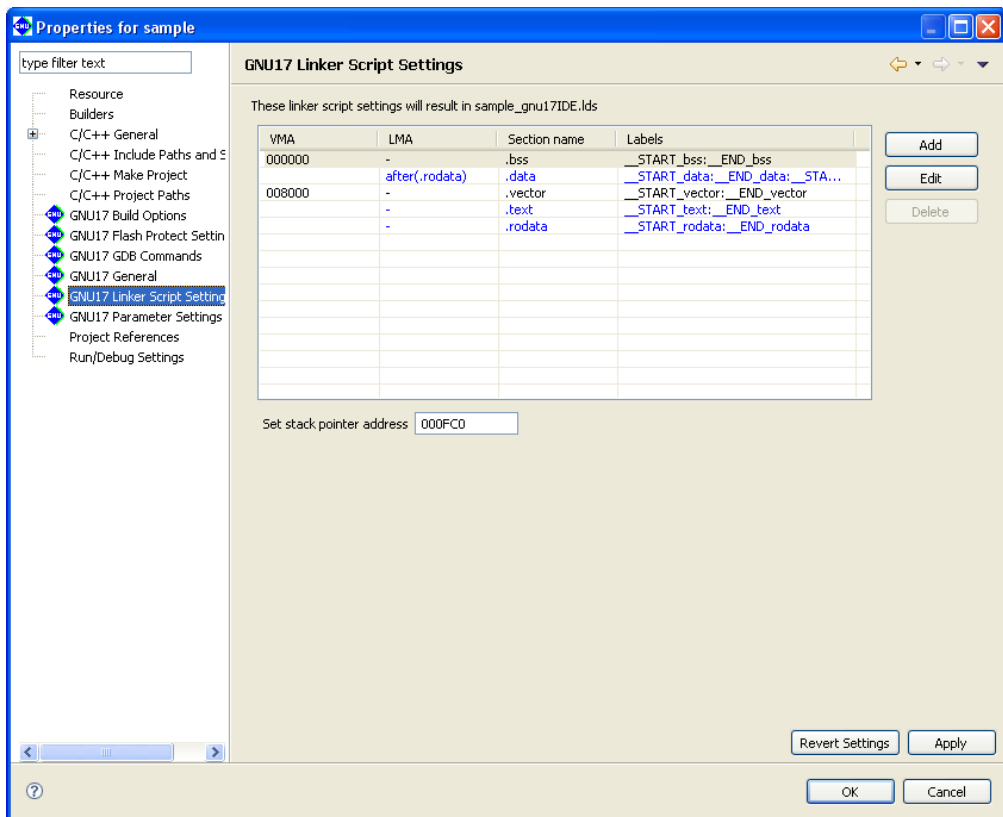 Properties for sample
type filter text
GNU17 Linker Script Settings
Resource
Builders
C/C++ General
C/C++ Include Paths and S
C/C++ Make Project
C/C++ Project Paths
GNU17 Build Options
GNU17 Flash Protect Settin
GNU17 GDB Commands
GNU17 General
GNU17 Linker Script Setting
GNU17 Parameter Settings
Project References
Run/Debug Settings
These linker script settings will result in sample_gnu17IDE.lds
VMA LMA Section name Labels
000000 - .bss __START_bss:__END_bss
after(.rodata) .data __START_data:__END_data:__STA...
008000 - .vector __START_vector:__END_vector
- .text __START_text:__END_text
- .rodata __START_rodata:__END_rodata
Add
Edit
Delete
Set stack pointer address 000FC0
Revert Settings Apply
OK Cancel